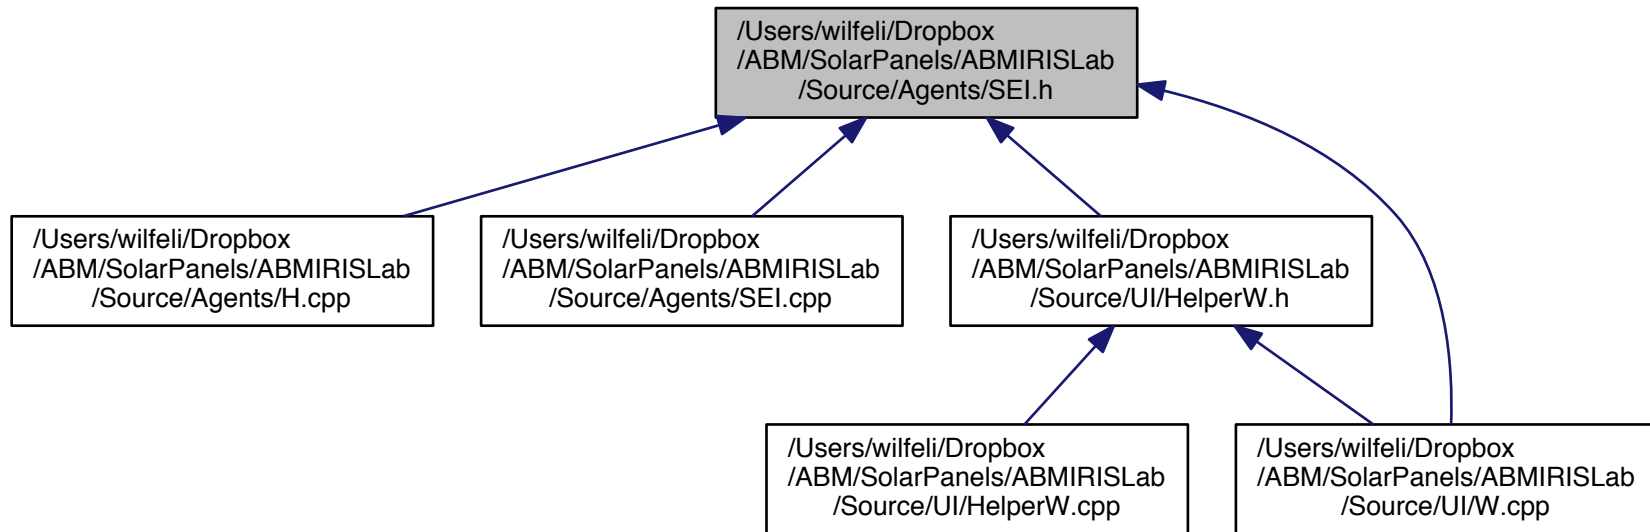 /Users/wilfeli/Dropbox
/ABM/SolarPanels/ABMIRISLab
/Source/Agents/SEI.h
/Users/wilfeli/Dropbox
/ABM/SolarPanels/ABMIRISLab
/Source/Agents/H.cpp
/Users/wilfeli/Dropbox
/ABM/SolarPanels/ABMIRISLab
/Source/Agents/SEI.cpp
/Users/wilfeli/Dropbox
/ABM/SolarPanels/ABMIRISLab
/Source/UI/HelperW.h
/Users/wilfeli/Dropbox
/ABM/SolarPanels/ABMIRISLab
/Source/UI/HelperW.cpp
/Users/wilfeli/Dropbox
/ABM/SolarPanels/ABMIRISLab
/Source/UI/W.cpp